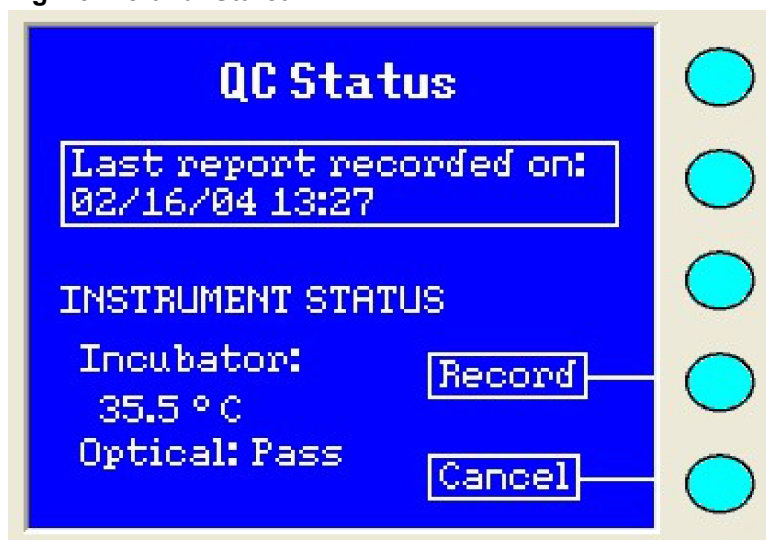 QC Status
Last report recorded on:
02/16/04 13:27
INSTRUMENT STATUS
Incubator:
35.5 ° C
Optical: Pass
Record
Cancel